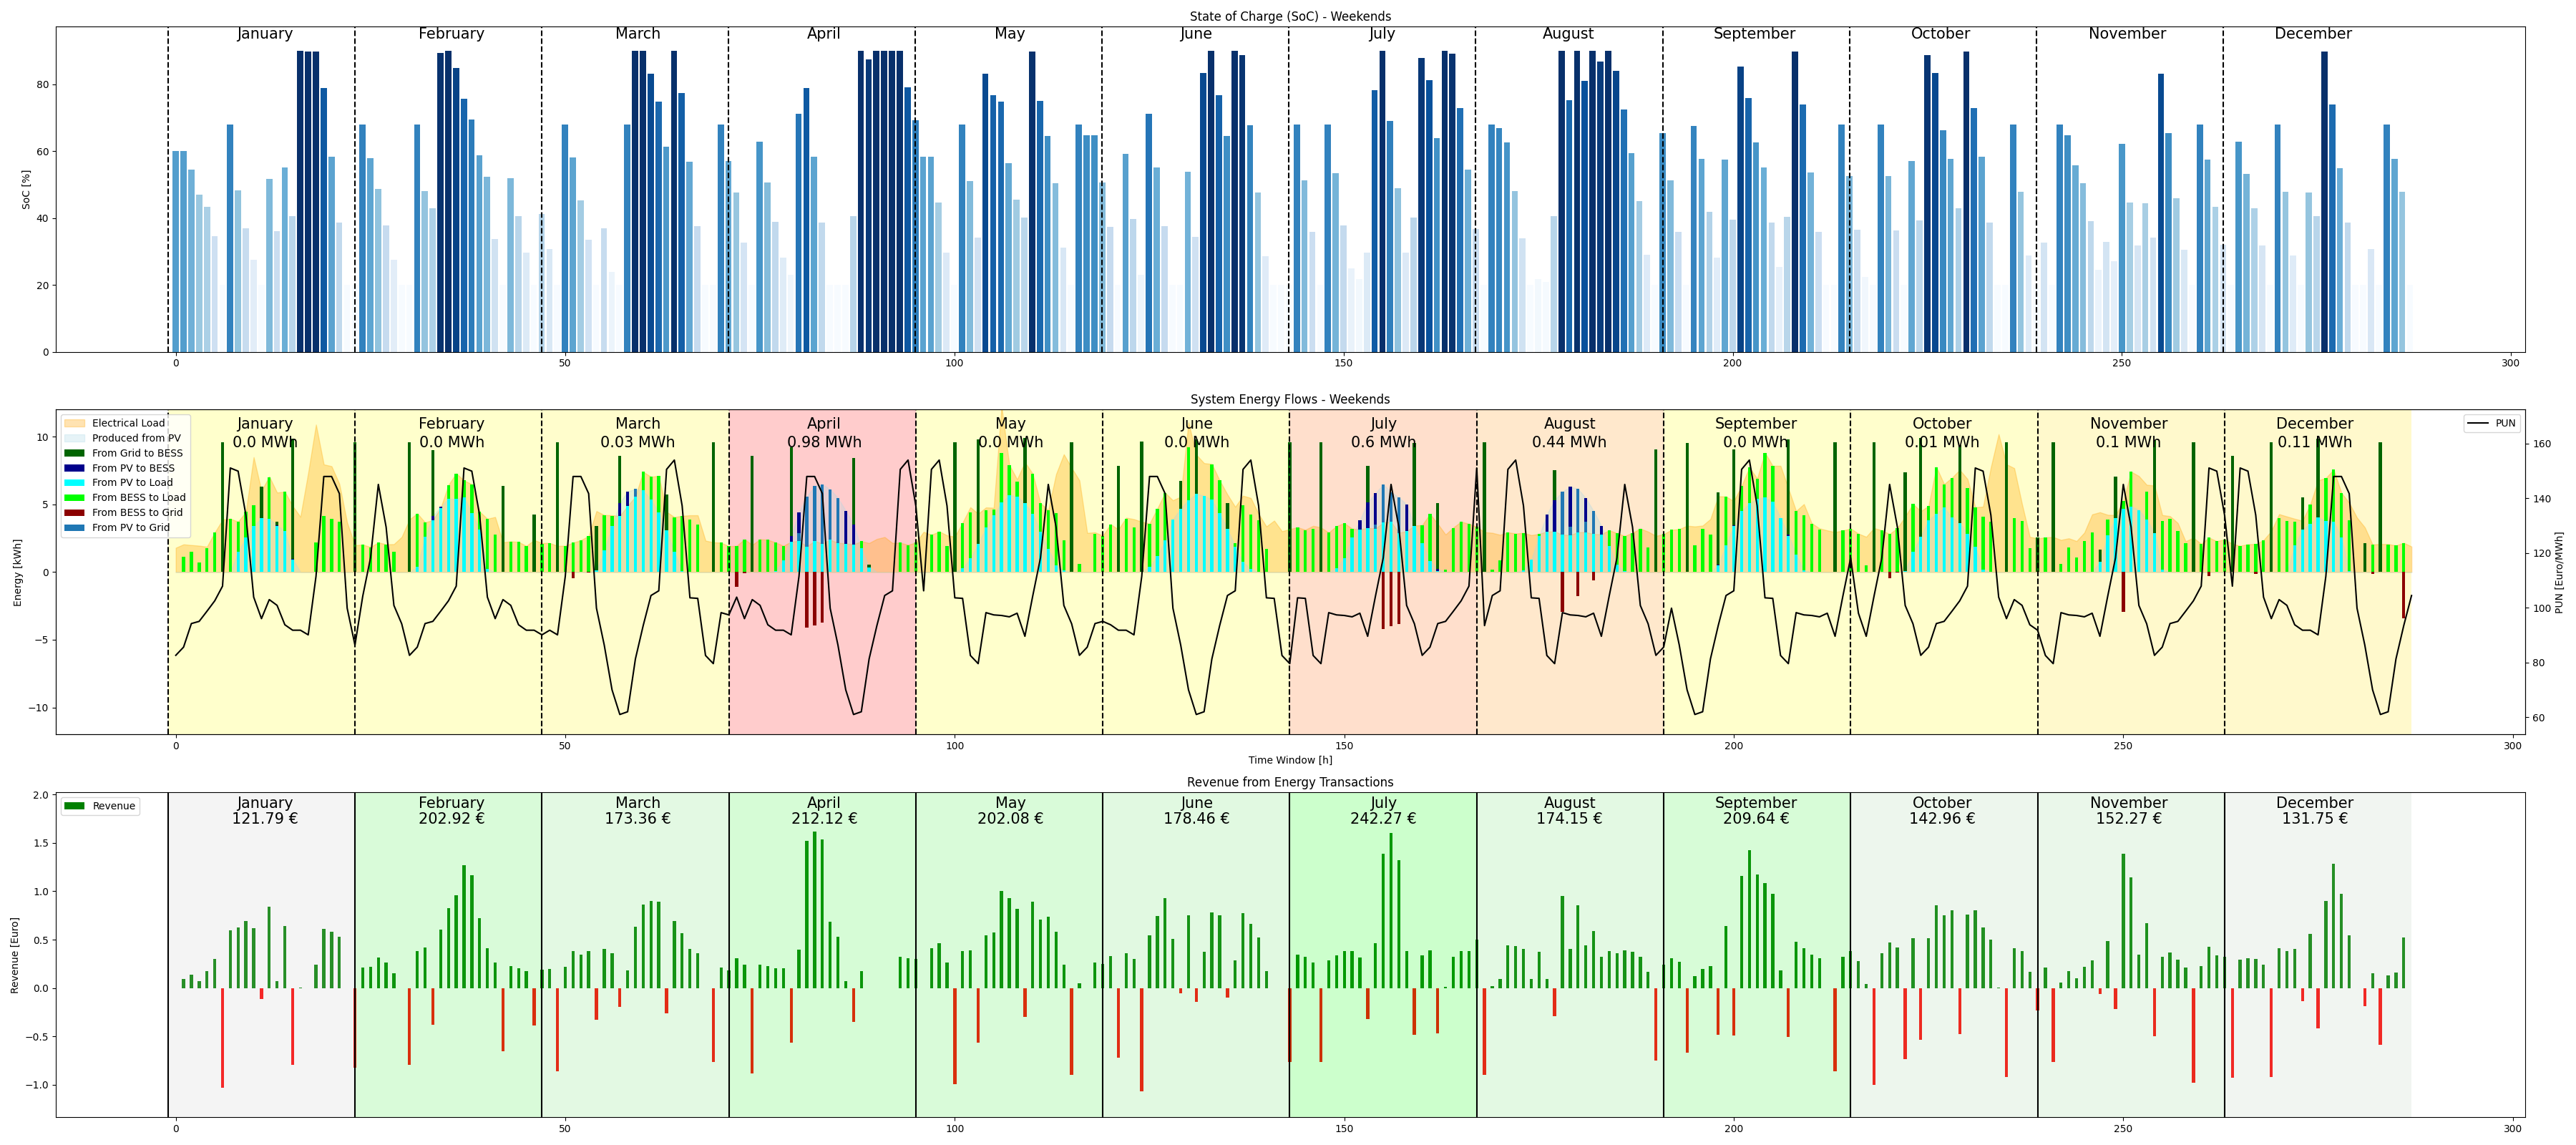 State of Charge (SoC) - Weekends
January February March April May June July August September October November December
SoC [%]
80
60
40
20
0
0 50 100 150 200 250 300
System Energy Flows - Weekends
January February March April May June July August September October November December
0.0 MWh 0.0 MWh 0.03 MWh 0.98 MWh 0.0 MWh 0.0 MWh 0.6 MWh 0.44 MWh 0.0 MWh 0.01 MWh 0.1 MWh 0.11 MWh
Electrical Load
Produced from PV
From Grid to BESS
From PV to BESS
From PV to Load
From BESS to Load
From BESS to Grid
From PV to Grid
PUN
Energy [kWh]
10
5
0
−5
−10
PUN [Euro/MWh]
160
140
120
100
80
60
0 50 100 150 200 250 300
Time Window [h]
Revenue from Energy Transactions
Revenue
January February March April May June July August September October November December
121.79 € 202.92 € 173.36 € 212.12 € 202.08 € 178.46 € 242.27 € 174.15 € 209.64 € 142.96 € 152.27 € 131.75 €
Revenue [Euro]
2.0
1.5
1.0
0.5
0.0
−0.5
−1.0
0 50 100 150 200 250 300